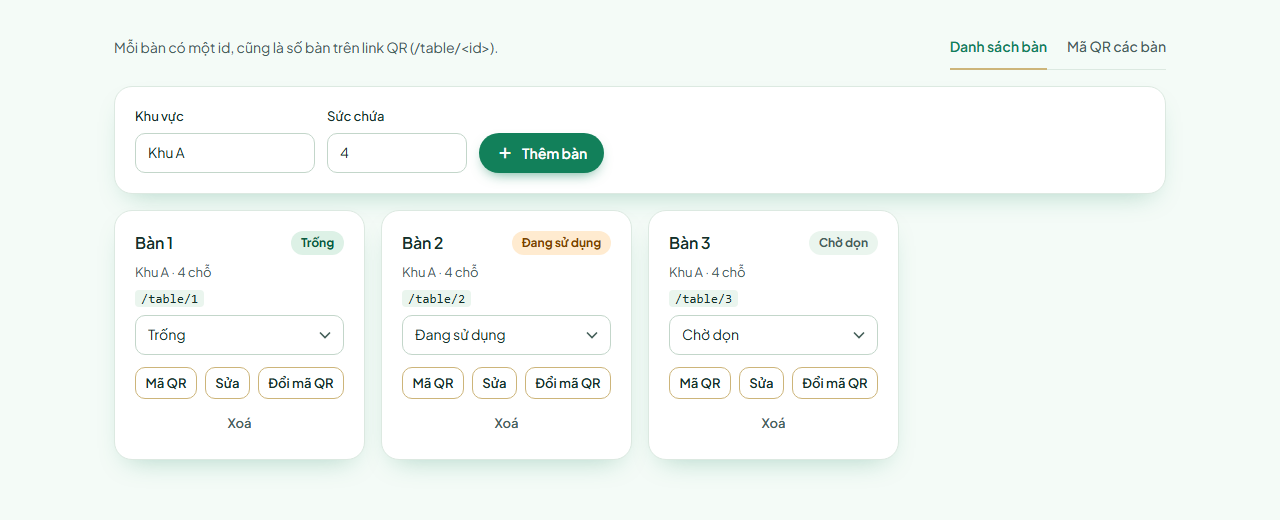 Mỗi bàn có một id, cũng là số bàn trên link QR (/table/<id>).
Danh sách bàn Mã QR các bàn
Khu vực Sức chứa
Khu A 4 + Thêm bàn
Bàn 1 Trống
Khu A · 4 chỗ
/table/1
Trống
Mã QR Sửa Đổi mã QR
Xoá
Bàn 2 Đang sử dụng
Khu A · 4 chỗ
/table/2
Đang sử dụng
Mã QR Sửa Đổi mã QR
Xoá
Bàn 3 Chờ dọn
Khu A · 4 chỗ
/table/3
Chờ dọn
Mã QR Sửa Đổi mã QR
Xoá